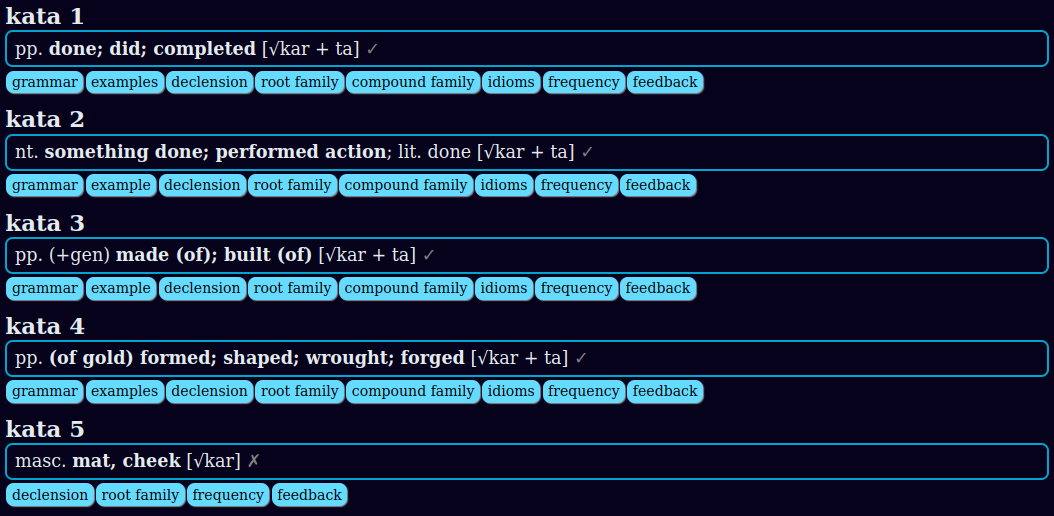 kata 1
pp. done; did; completed [√kar + ta] ✓
grammar examples declension root family compound family idioms frequency feedback
kata 2
nt. something done; performed action; lit. done [√kar + ta] ✓
grammar example declension root family compound family idioms frequency feedback
kata 3
pp. (+gen) made (of); built (of) [√kar + ta] ✓
grammar example declension root family compound family idioms frequency feedback
kata 4
pp. (of gold) formed; shaped; wrought; forged [√kar + ta] ✓
grammar examples declension root family compound family idioms frequency feedback
kata 5
masc. mat, cheek [√kar] ✗
declension root family frequency feedback